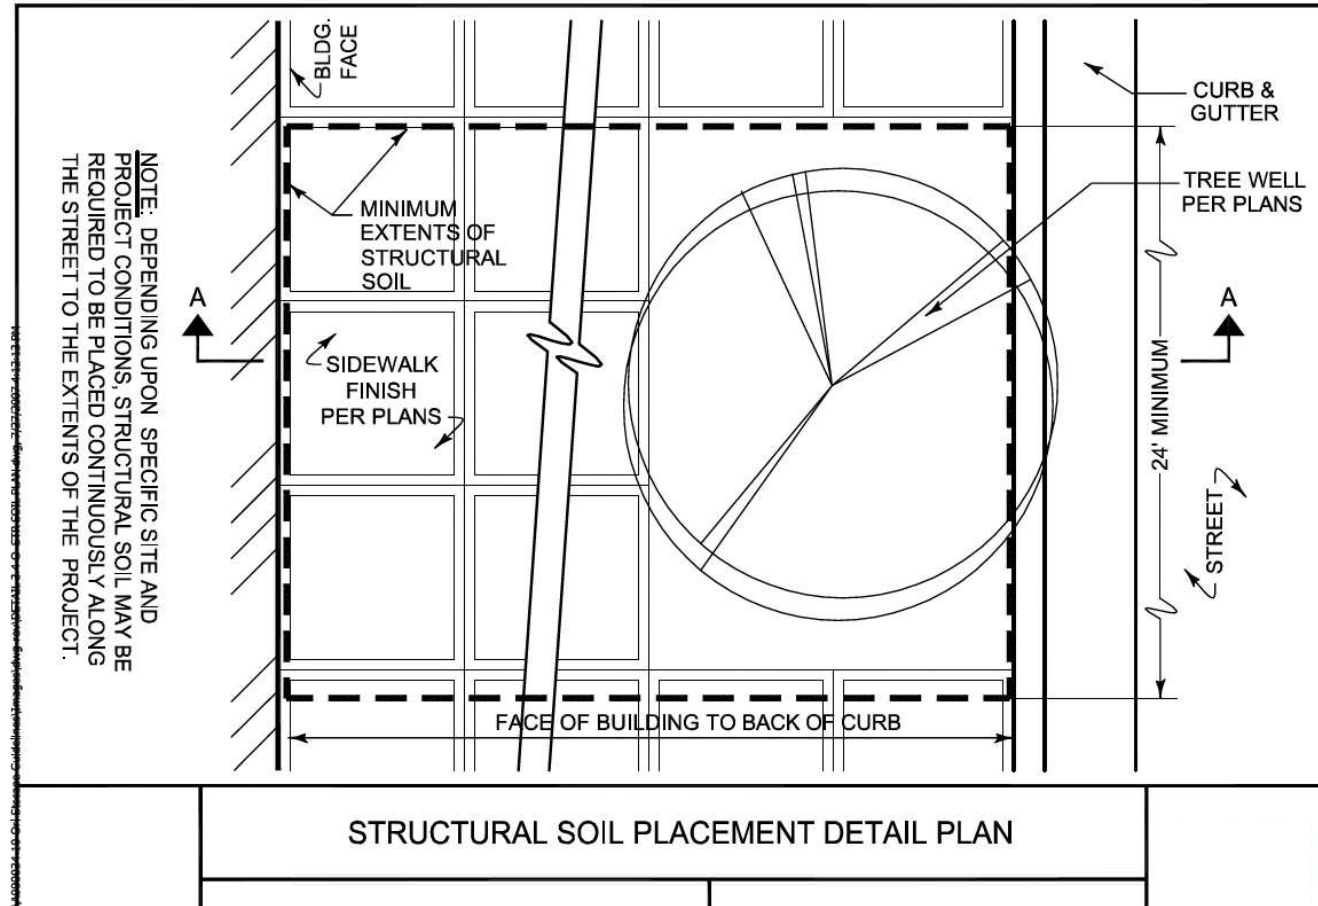 BLDG.
FACE
CURB &
GUTTER
NOTE: DEPENDING UPON SPECIFIC SITE AND
PROJECT CONDITIONS, STRUCTURAL SOIL MAY BE
REQUIRED TO BE PLACED CONTINUOUSLY ALONG
THE STREET TO THE EXTENTS OF THE PROJECT.
MINIMUM
EXTENTS OF
STRUCTURAL
SOIL
TREE WELL
PER PLANS
A
A
SIDEWALK
FINISH
PER PLANS
24' MINIMUM
STREET
FACE OF BUILDING TO BACK OF CURB
STRUCTURAL SOIL PLACEMENT DETAIL PLAN